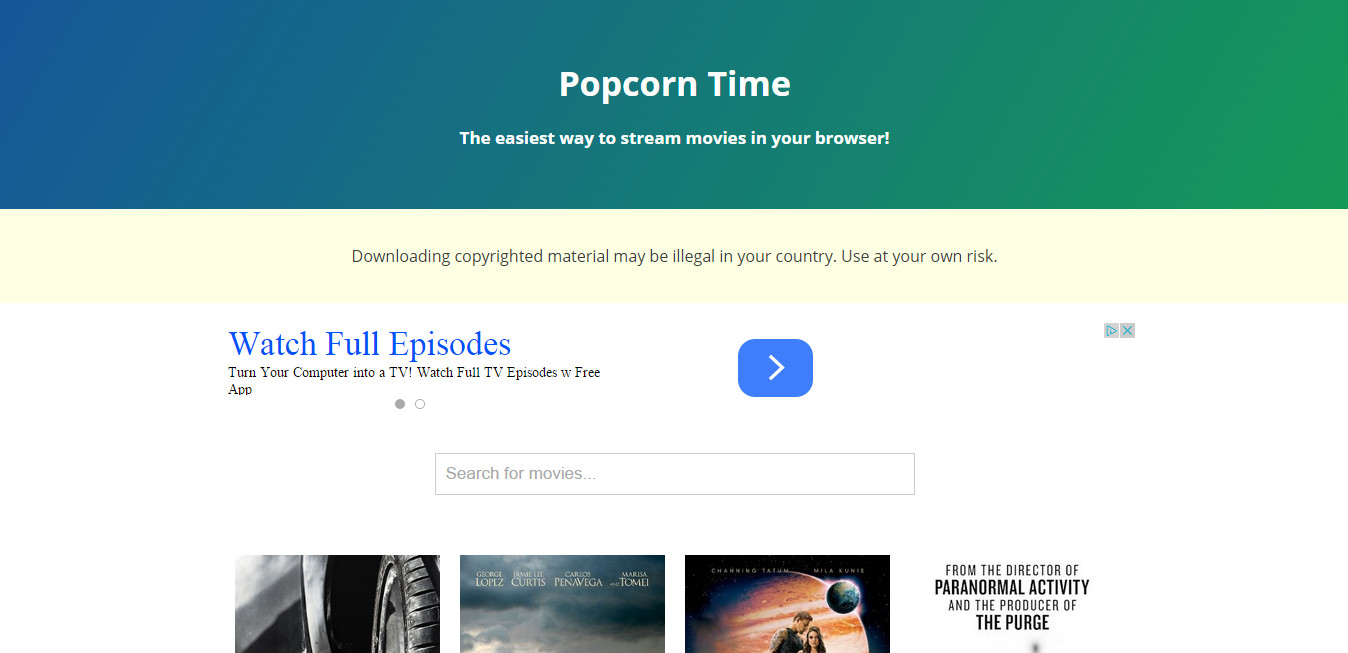 Popcorn Time
The easiest way to stream movies in your browser!
Downloading copyrighted material may be illegal in your country. Use at your own risk.
Watch Full Episodes
Turn Your Computer into a TV! Watch Full TV Episodes w Free
App
Search for movies...
GEORGE LOPEZ JAMIE LEE CURTIS CARLOS PENAVEGA AND MARISA TOMEI
CHANNING TATUM MILA KUNIS
FROM THE DIRECTOR OF
PARANORMAL ACTIVITY
AND THE PRODUCER OF
THE PURGE